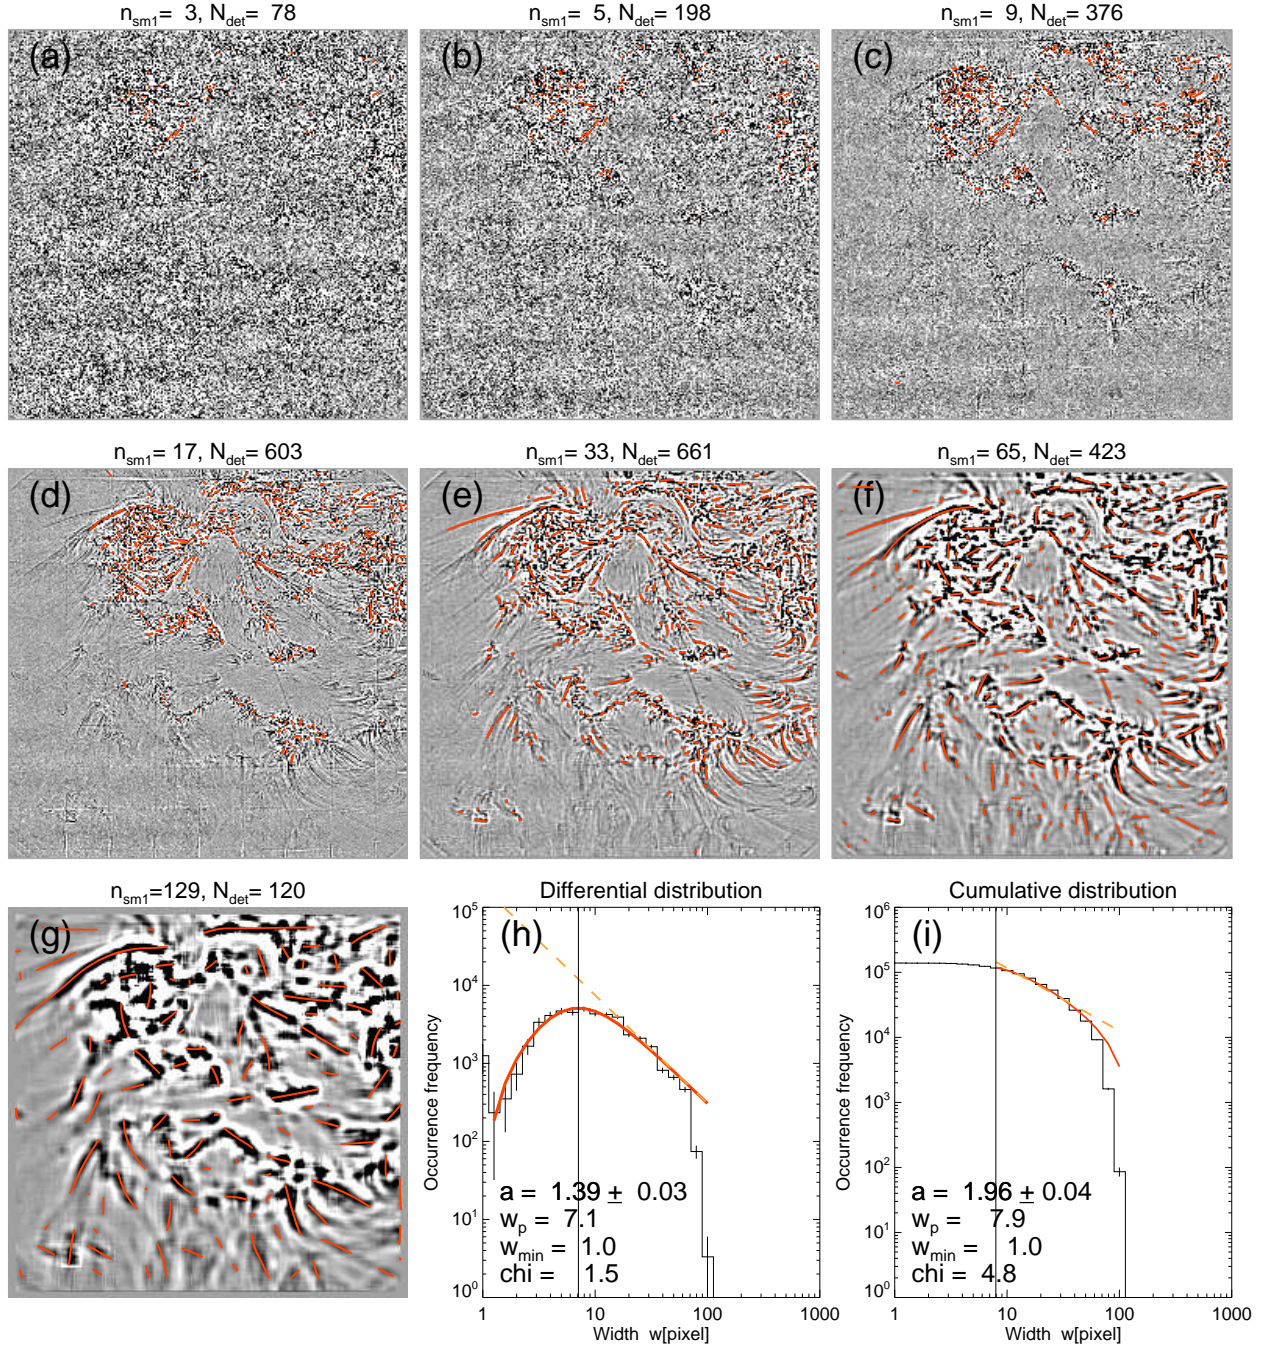 n_sm1= 3, N_det= 78
n_sm1= 5, N_det= 198
n_sm1= 9, N_det= 376
(a)
(b)
(c)
n_sm1= 17, N_det= 603
n_sm1= 33, N_det= 661
n_sm1= 65, N_det= 423
(d)
(e)
(f)
n_sm1=129, N_det= 120
(g)
Differential distribution
(h)
Occurrence frequency
10^5
10^4
10^3
10^2
10^1
10^0
a = 1.39 ± 0.03
w_p = 7.1
w_min = 1.0
chi = 1.5
1 10 100 1000
Width w[pixel]
Cumulative distribution
(i)
Occurrence frequency
10^6
10^5
10^4
10^3
10^2
10^1
10^0
a = 1.96 ± 0.04
w_p = 7.9
w_min = 1.0
chi = 4.8
1 10 100 1000
Width w[pixel]